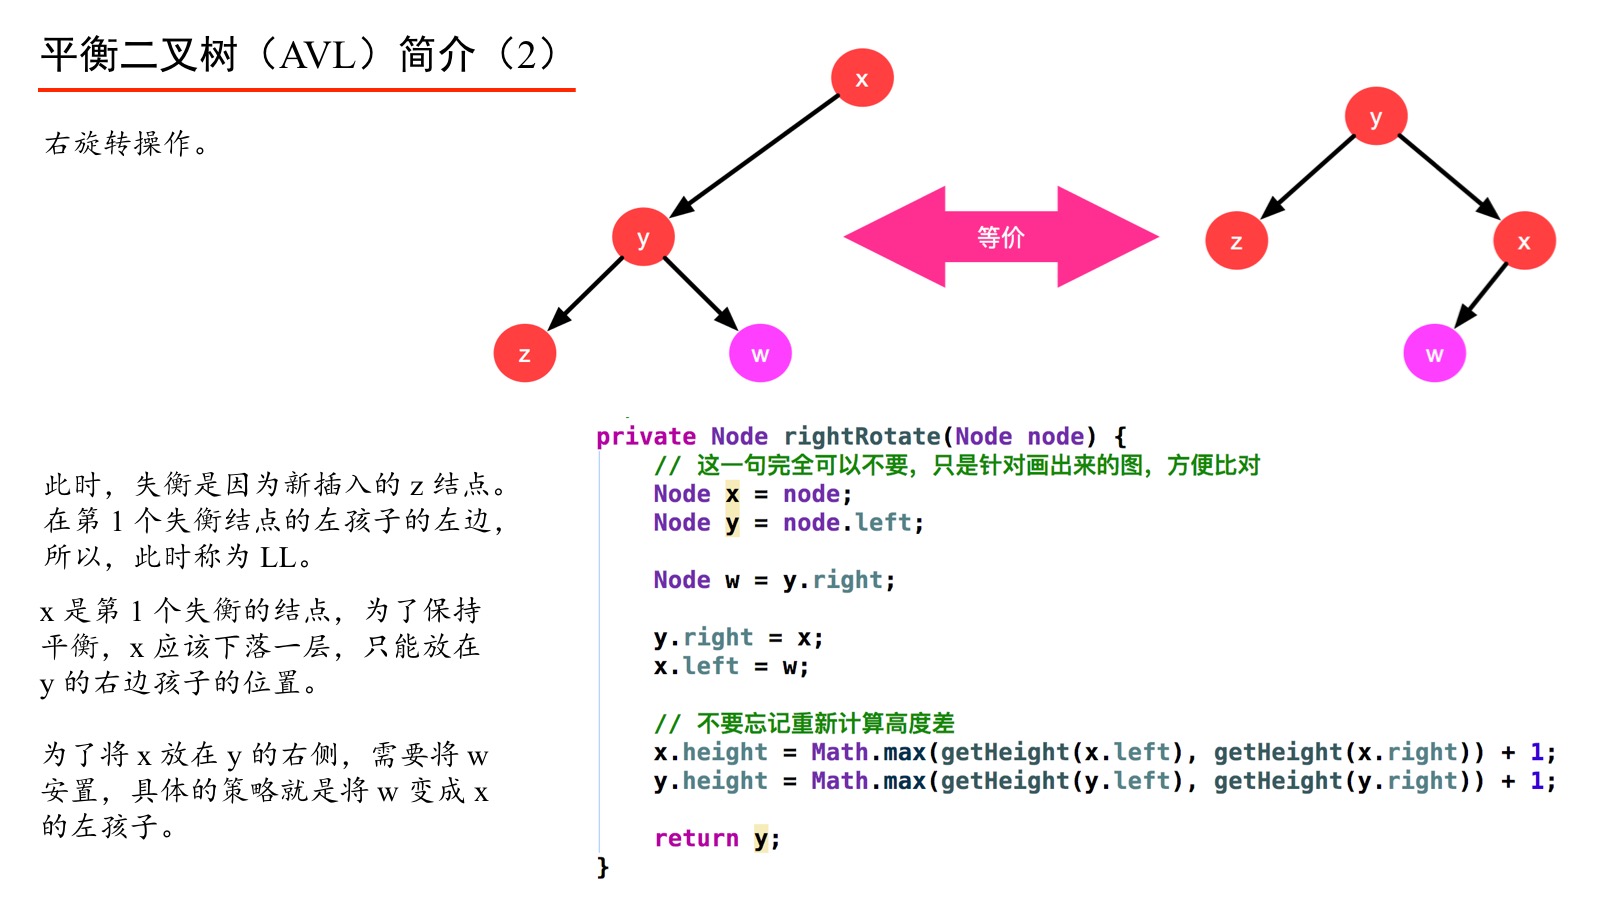 平衡二叉树（AVL）简介（2）
右旋转操作。
x
y
z
w
等价
y
z
x
w
此时，失衡是因为新插入的 z 结点。
在第 1 个失衡结点的左孩子的左边，
所以，此时称为 LL。
x 是第 1 个失衡的结点，为了保持
平衡，x 应该下落一层，只能放在
y 的右边孩子的位置。
为了将 x 放在 y 的右侧，需要将 w
安置，具体的策略就是将 w 变成 x
的左孩子。
private Node rightRotate(Node node) {
// 这一句完全可以不要，只是针对画出来的图，方便比对
Node x = node;
Node y = node.left;
Node w = y.right;
y.right = x;
x.left = w;
// 不要忘记重新计算高度差
x.height = Math.max(getHeight(x.left), getHeight(x.right)) + 1;
y.height = Math.max(getHeight(y.left), getHeight(y.right)) + 1;
return y;
}